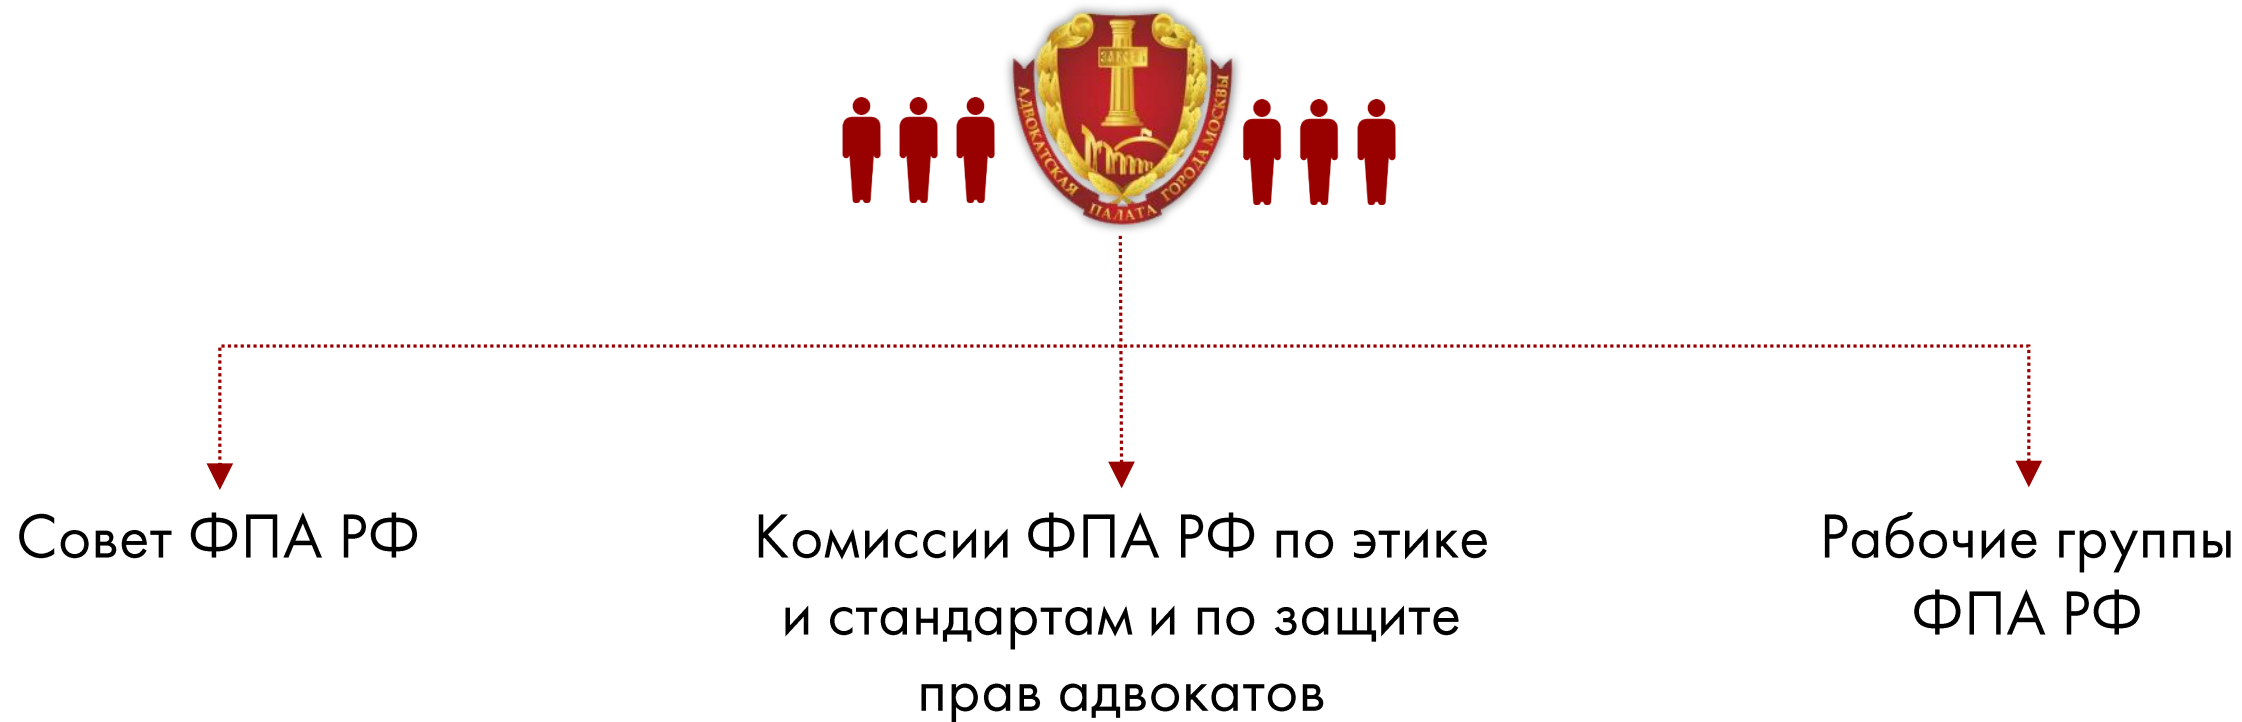 ЗАКОНЪ
АДВОКАТСКАЯ ПАЛАТА ГОРОДА МОСКВЫ
Совет ФПА РФ
Комиссии ФПА РФ по этике
и стандартам и по защите
прав адвокатов
Рабочие группы
ФПА РФ